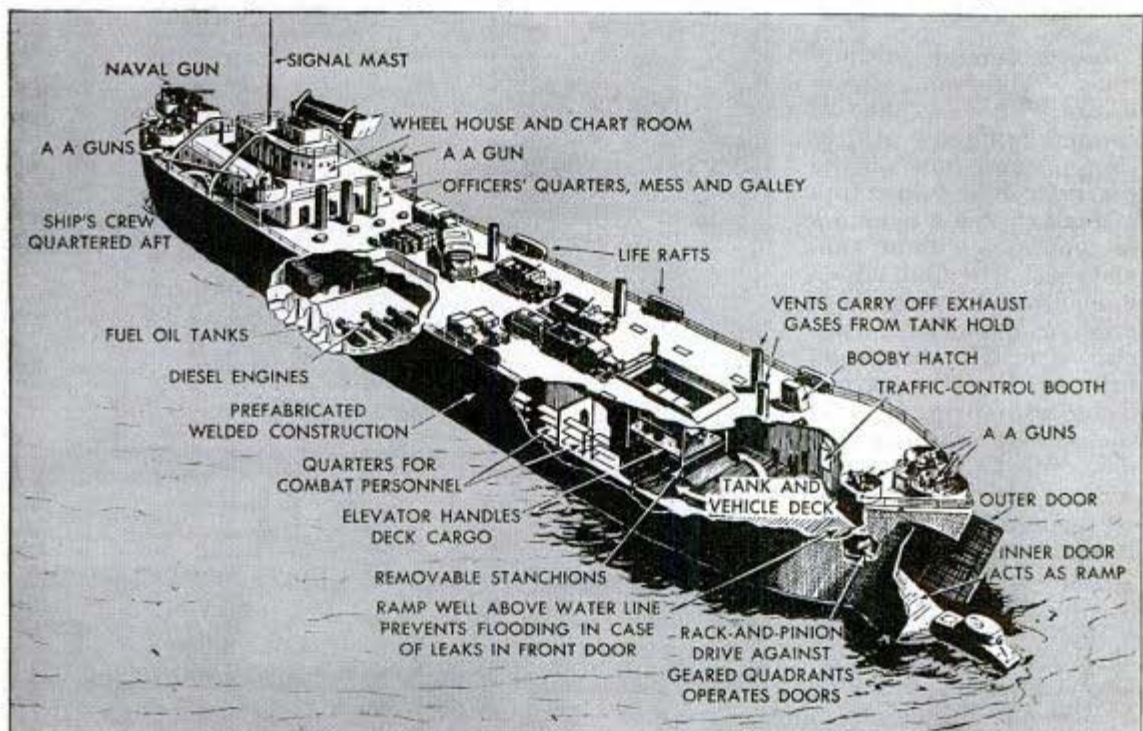 SIGNAL MAST
NAVAL GUN
WHEEL HOUSE AND CHART ROOM
A A GUNS
A A GUN
OFFICERS' QUARTERS, MESS AND GALLEY
SHIP'S CREW
QUARTERED AFT
LIFE RAFTS
VENTS CARRY OFF EXHAUST
GASES FROM TANK HOLD
FUEL OIL TANKS
BOOBY HATCH
DIESEL ENGINES
TRAFFIC-CONTROL BOOTH
PREFABRICATED
WELDED CONSTRUCTION
A A GUNS
QUARTERS FOR
COMBAT PERSONNEL
TANK AND
VEHICLE DECK
OUTER DOOR
ELEVATOR HANDLES
DECK CARGO
INNER DOOR
ACTS AS RAMP
REMOVABLE STANCHIONS
RAMP WELL ABOVE WATER LINE
PREVENTS FLOODING IN CASE
OF LEAKS IN FRONT DOOR
RACK-AND-PINION
DRIVE AGAINST
GEARED QUADRANTS
OPERATES DOORS